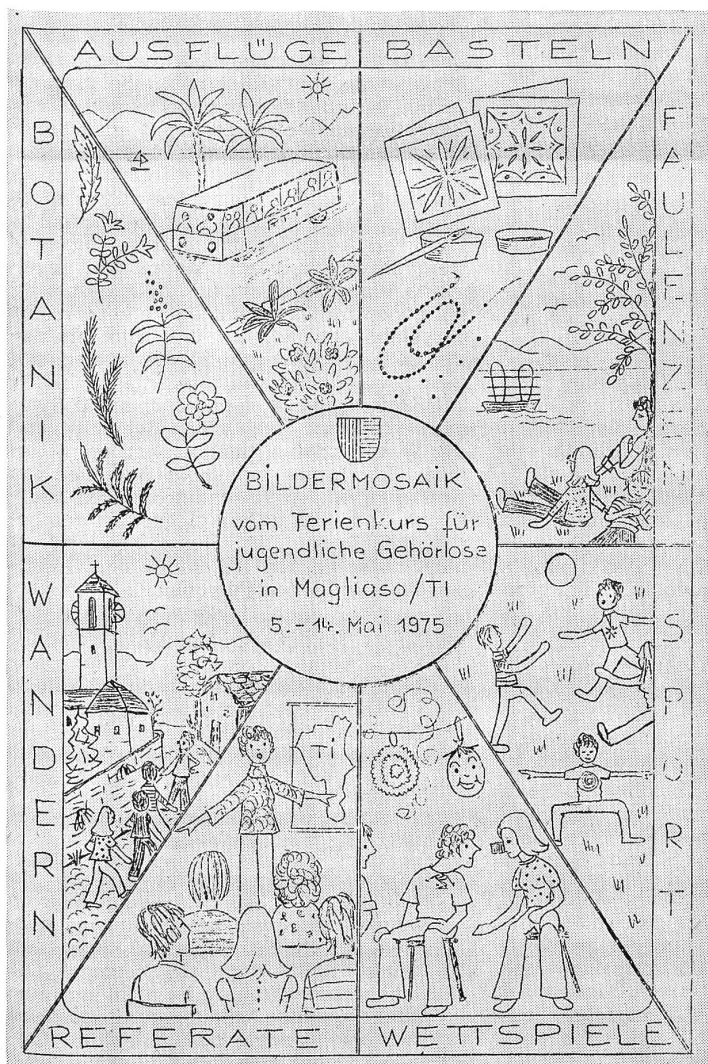 AUSFLÜGE
BASTELN
FAULENZEN
SPORT
WETTSPIELE
REFERATE
WANDERN
BOTANIK
PTT
BILDERMOSAIK
vom Ferienkurs für
jugendliche Gehörlose
in Magliaso/TI
5.-14. Mai 1975
Ti